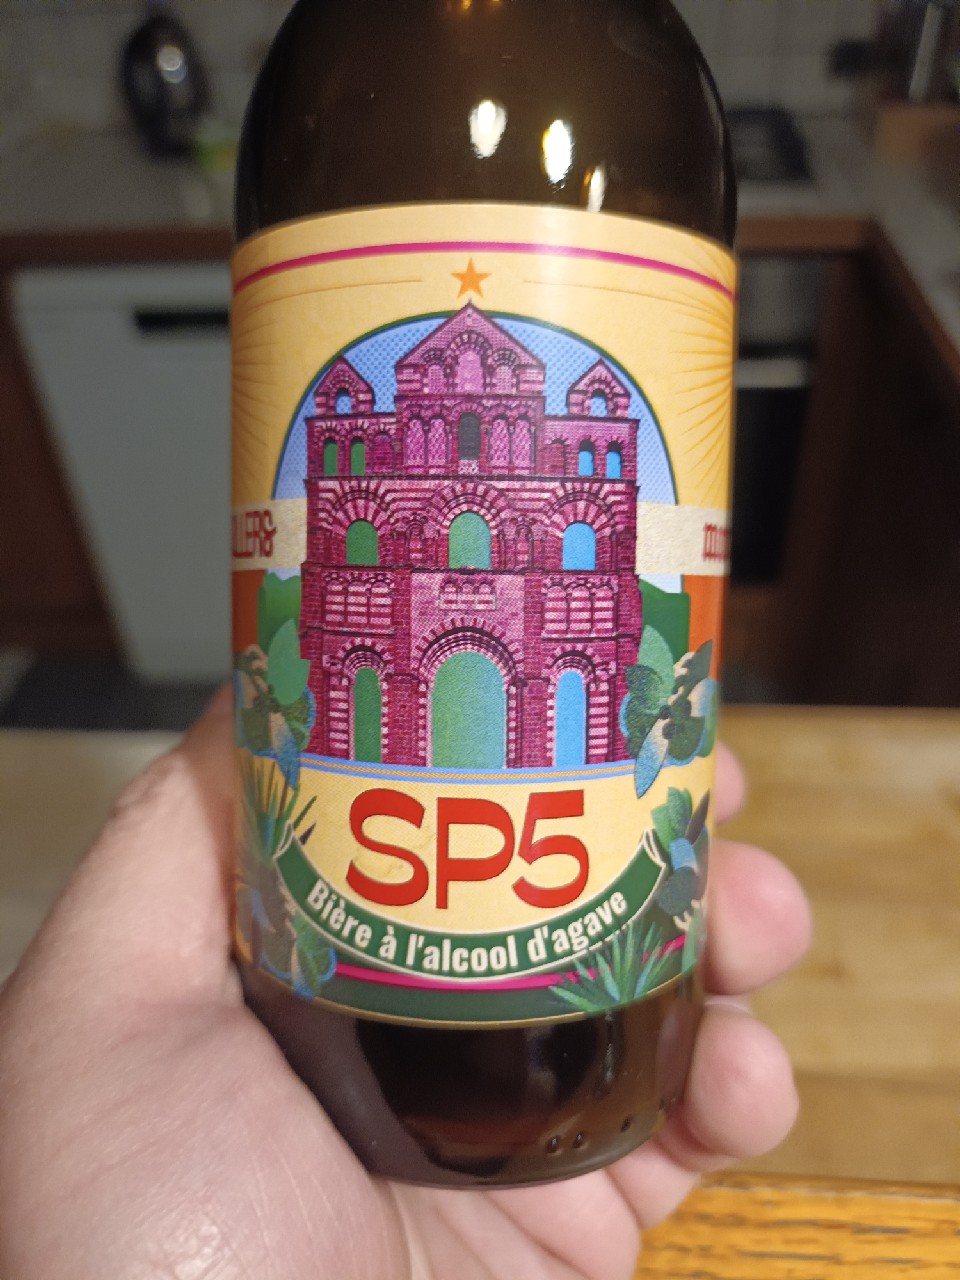 SP5
Bière à l'alcool d'agave